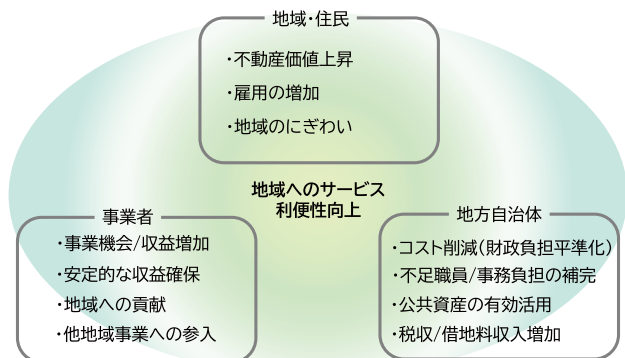 地域・住民
・不動産価値上昇
・雇用の増加
・地域のにぎわい
地域へのサービス
利便性向上
事業者
・事業機会/収益増加
・安定的な収益確保
・地域への貢献
・他地域事業への参入
地方自治体
・コスト削減(財政負担平準化)
・不足職員/事務負担の補完
・公共資産の有効活用
・税収/借地料収入増加